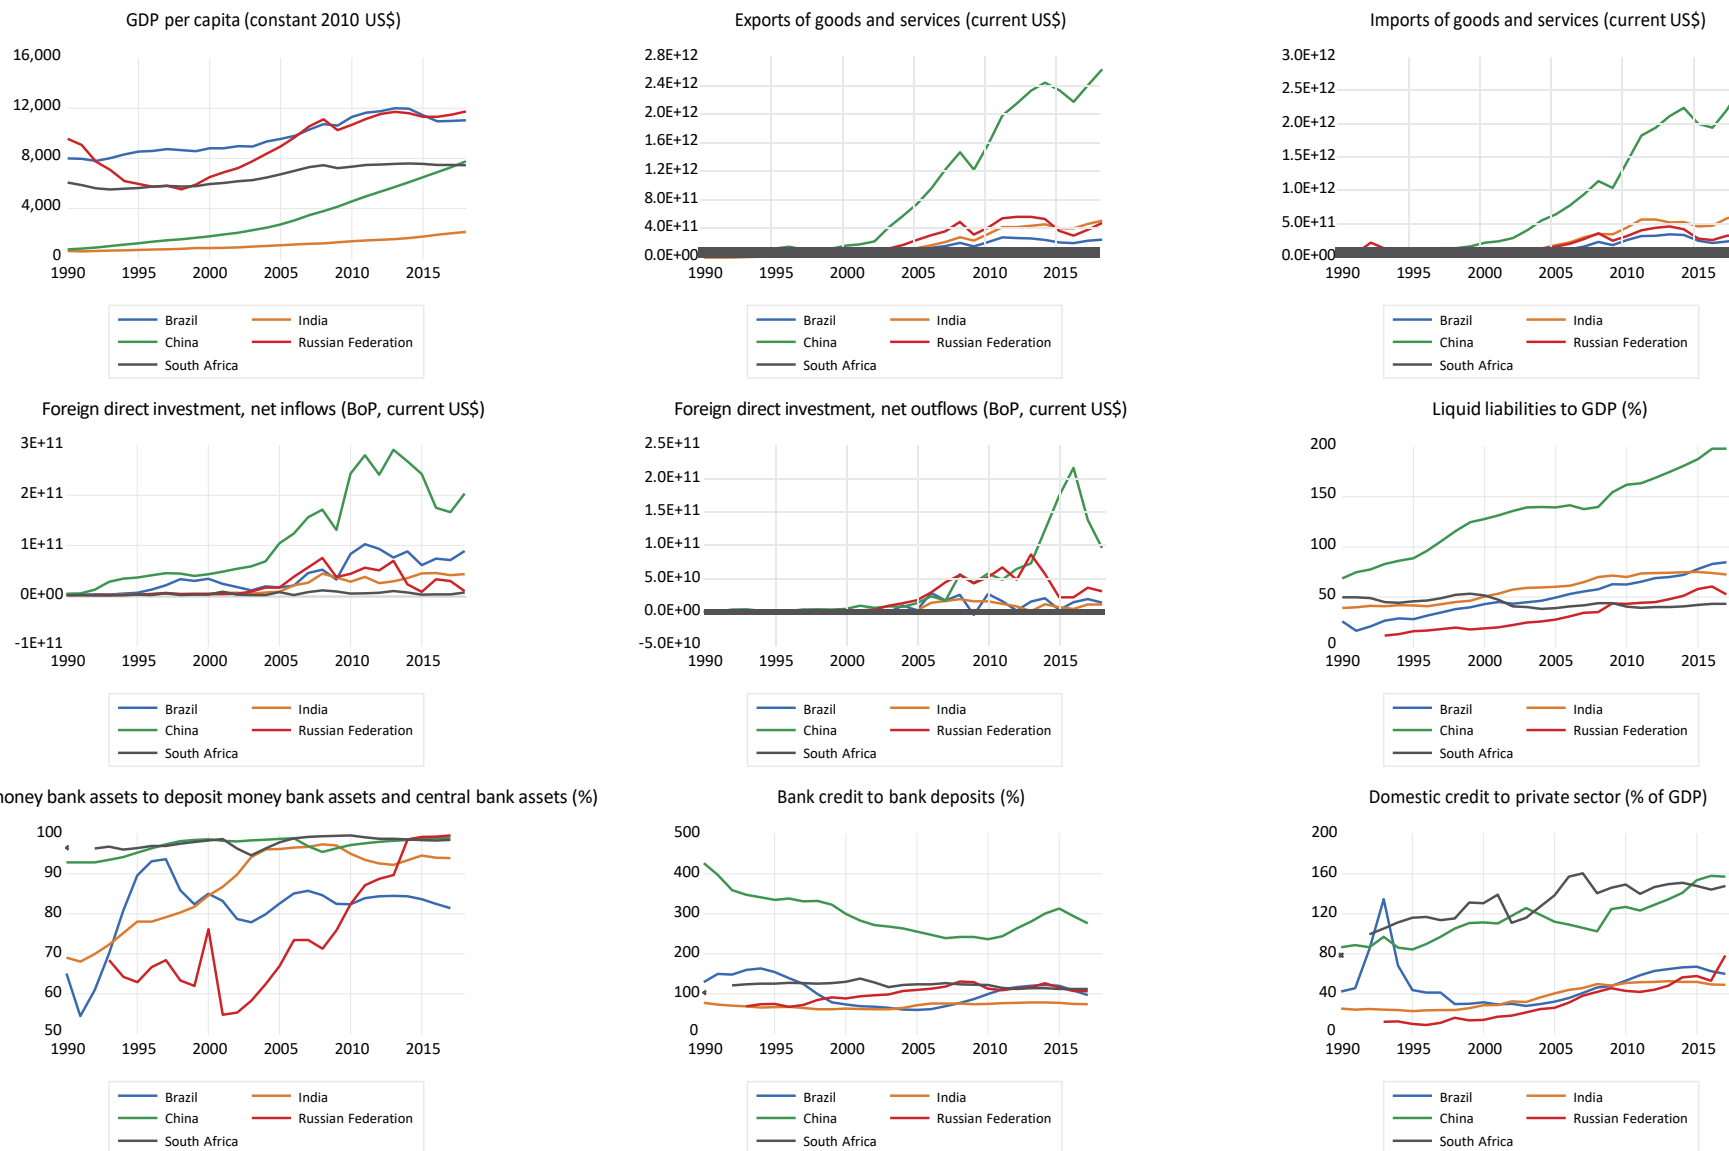 GDP per capita (constant 2010 US$)
16,000
12,000
8,000
4,000
0
1990 1995 2000 2005 2010 2015
Brazil India
China Russian Federation
South Africa
Exports of goods and services (current US$)
2.8E+12
2.4E+12
2.0E+12
1.6E+12
1.2E+12
8.0E+11
4.0E+11
0.0E+00
1990 1995 2000 2005 2010 2015
Brazil India
China Russian Federation
South Africa
Imports of goods and services (current US$)
3.0E+12
2.5E+12
2.0E+12
1.5E+12
1.0E+12
5.0E+11
0.0E+00
1990 1995 2000 2005 2010 2015
Brazil India
China Russian Federation
South Africa
Foreign direct investment, net inflows (BoP, current US$)
3E+11
2E+11
1E+11
0E+00
-1E+11
1990 1995 2000 2005 2010 2015
Brazil India
China Russian Federation
South Africa
Foreign direct investment, net outflows (BoP, current US$)
2.5E+11
2.0E+11
1.5E+11
1.0E+11
5.0E+10
0.0E+00
-5.0E+10
1990 1995 2000 2005 2010 2015
Brazil India
China Russian Federation
South Africa
Liquid liabilities to GDP (%)
200
150
100
50
0
1990 1995 2000 2005 2010 2015
Brazil India
China Russian Federation
South Africa
money bank assets to deposit money bank assets and central bank assets (%)
100
90
80
70
60
50
1990 1995 2000 2005 2010 2015
Brazil India
China Russian Federation
South Africa
Bank credit to bank deposits (%)
500
400
300
200
100
0
1990 1995 2000 2005 2010 2015
Brazil India
China Russian Federation
South Africa
Domestic credit to private sector (% of GDP)
200
160
120
80
40
0
1990 1995 2000 2005 2010 2015
Brazil India
China Russian Federation
South Africa